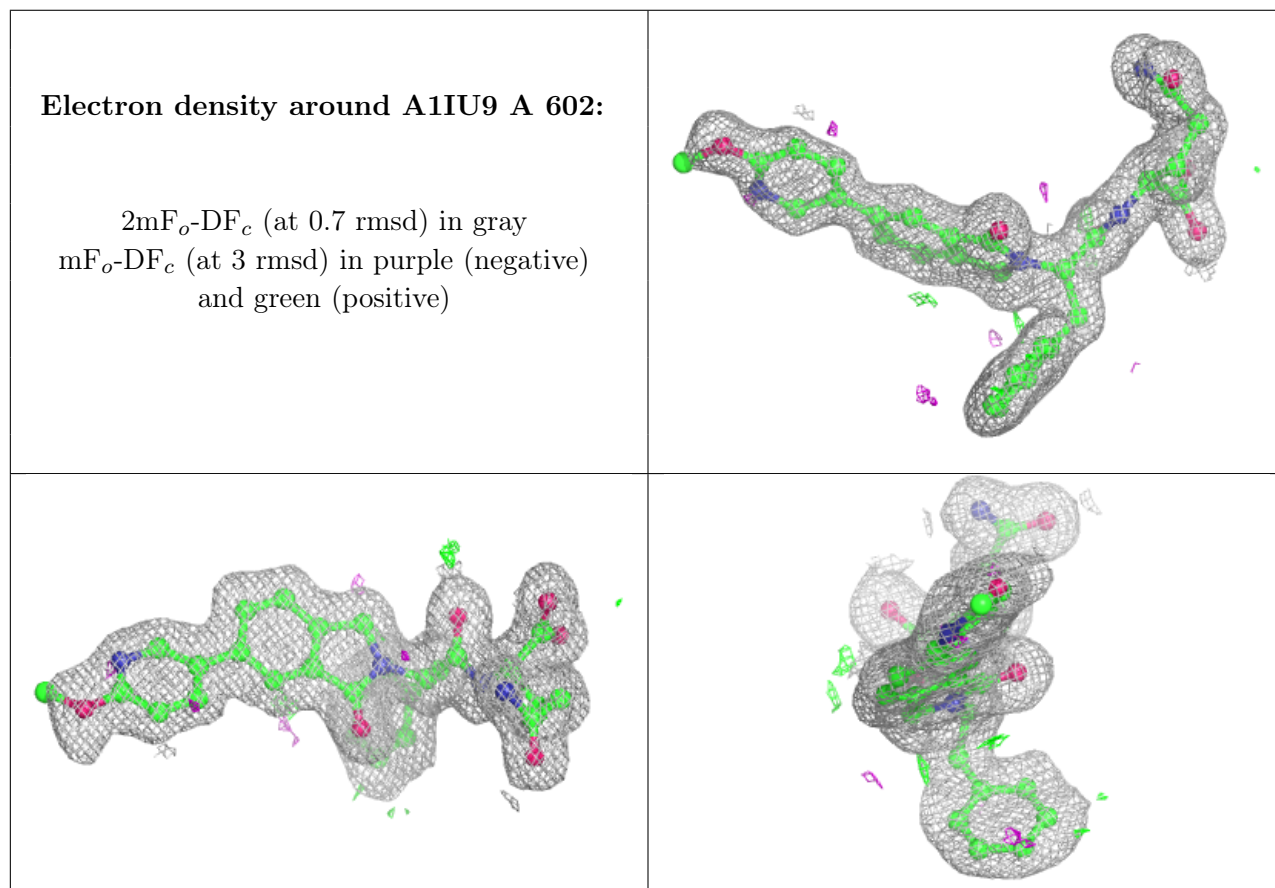 Electron density around A1IU9 A 602:
2mFo-DFc (at 0.7 rmsd) in gray
mFo-DFc (at 3 rmsd) in purple (negative)
and green (positive)